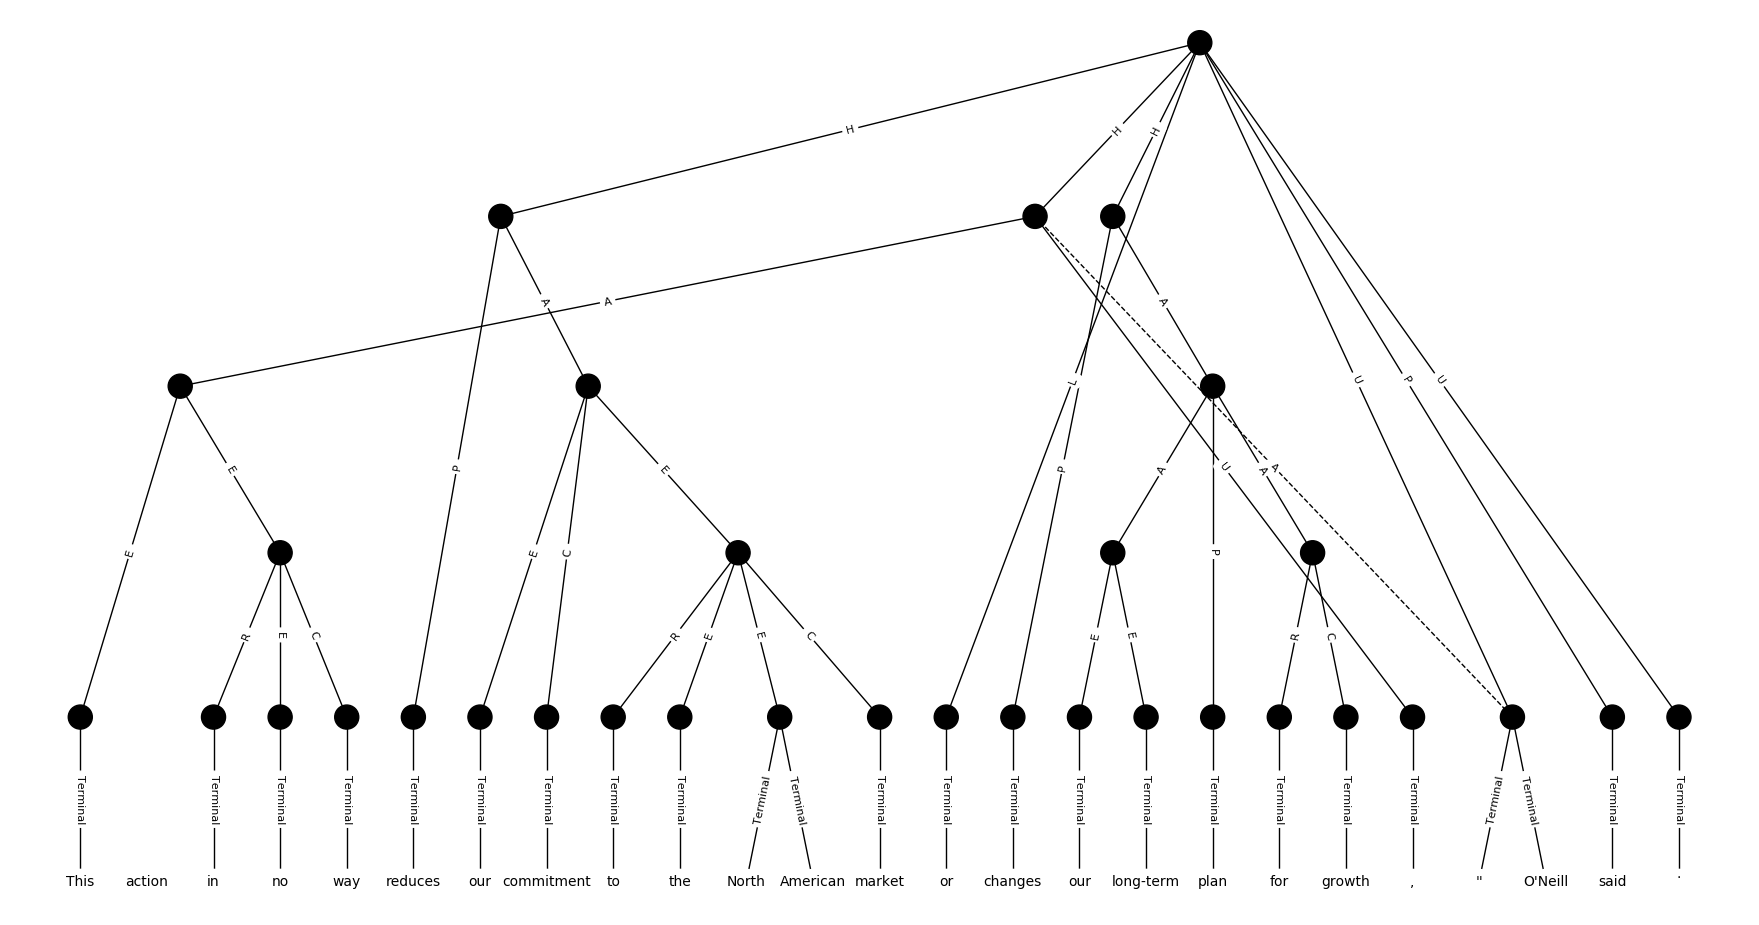 H H H
A A A
L U P U
P E E P E A U A A
E E C P
R E C R E E C E E R C
Terminal Terminal Terminal Terminal Terminal Terminal Terminal Terminal Terminal Terminal Terminal Terminal Terminal Terminal Terminal Terminal Terminal Terminal Terminal Terminal Terminal Terminal Terminal Terminal
This action in no way reduces our commitment to the North American market or changes our long-term plan for growth , " O'Neill said .